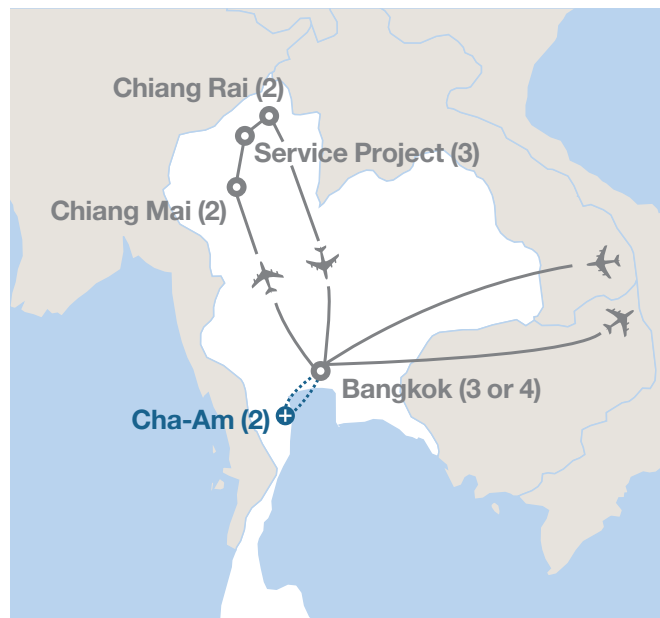 Chiang Rai (2)
Service Project (3)
Chiang Mai (2)
Bangkok (3 or 4)
Cha-Am (2)